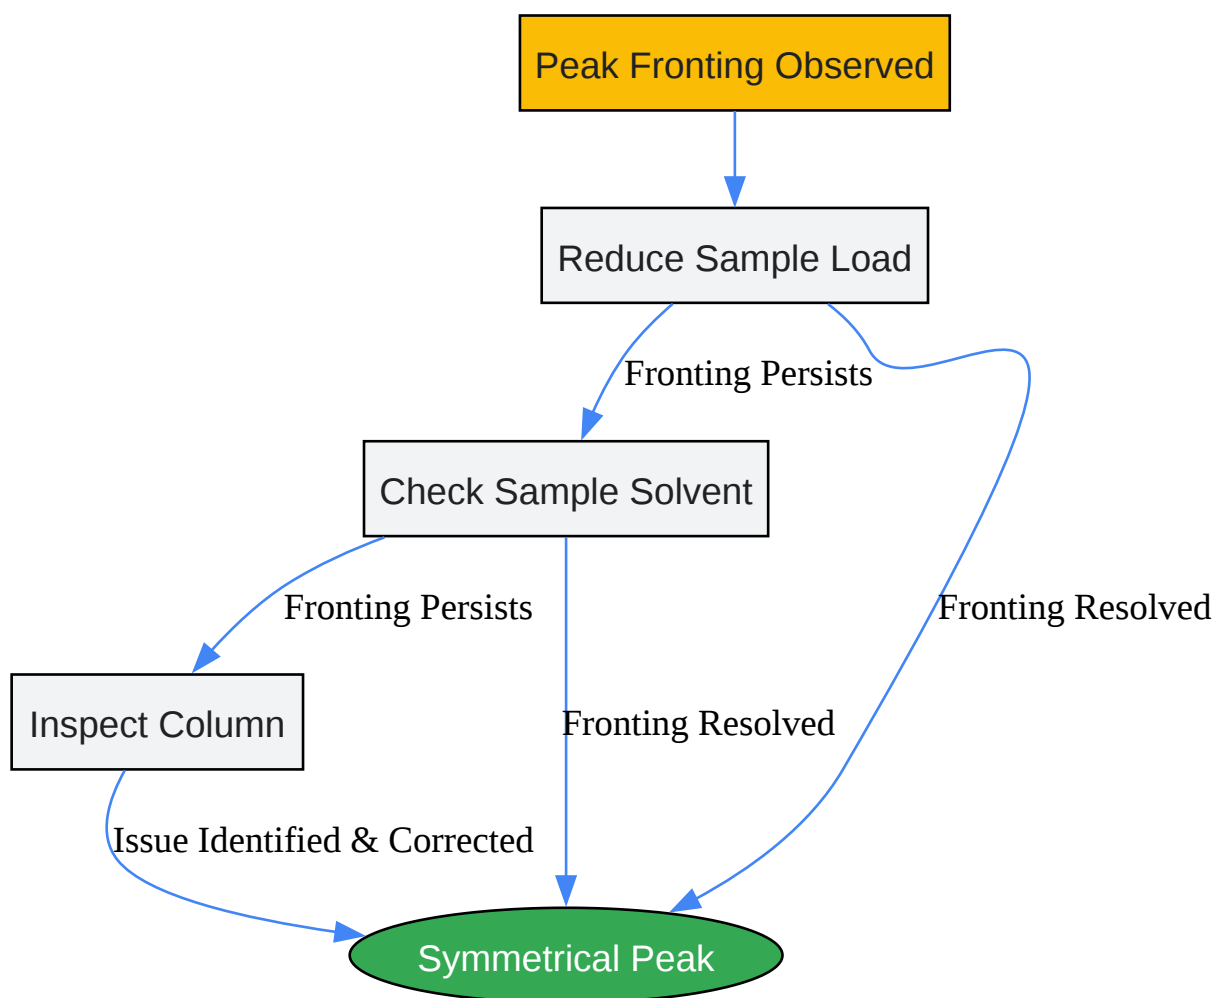 Peak Fronting Observed
Reduce Sample Load
Fronting Persists
Check Sample Solvent
Fronting Persists
Fronting Resolved
Inspect Column
Fronting Resolved
Issue Identified & Corrected
Symmetrical Peak